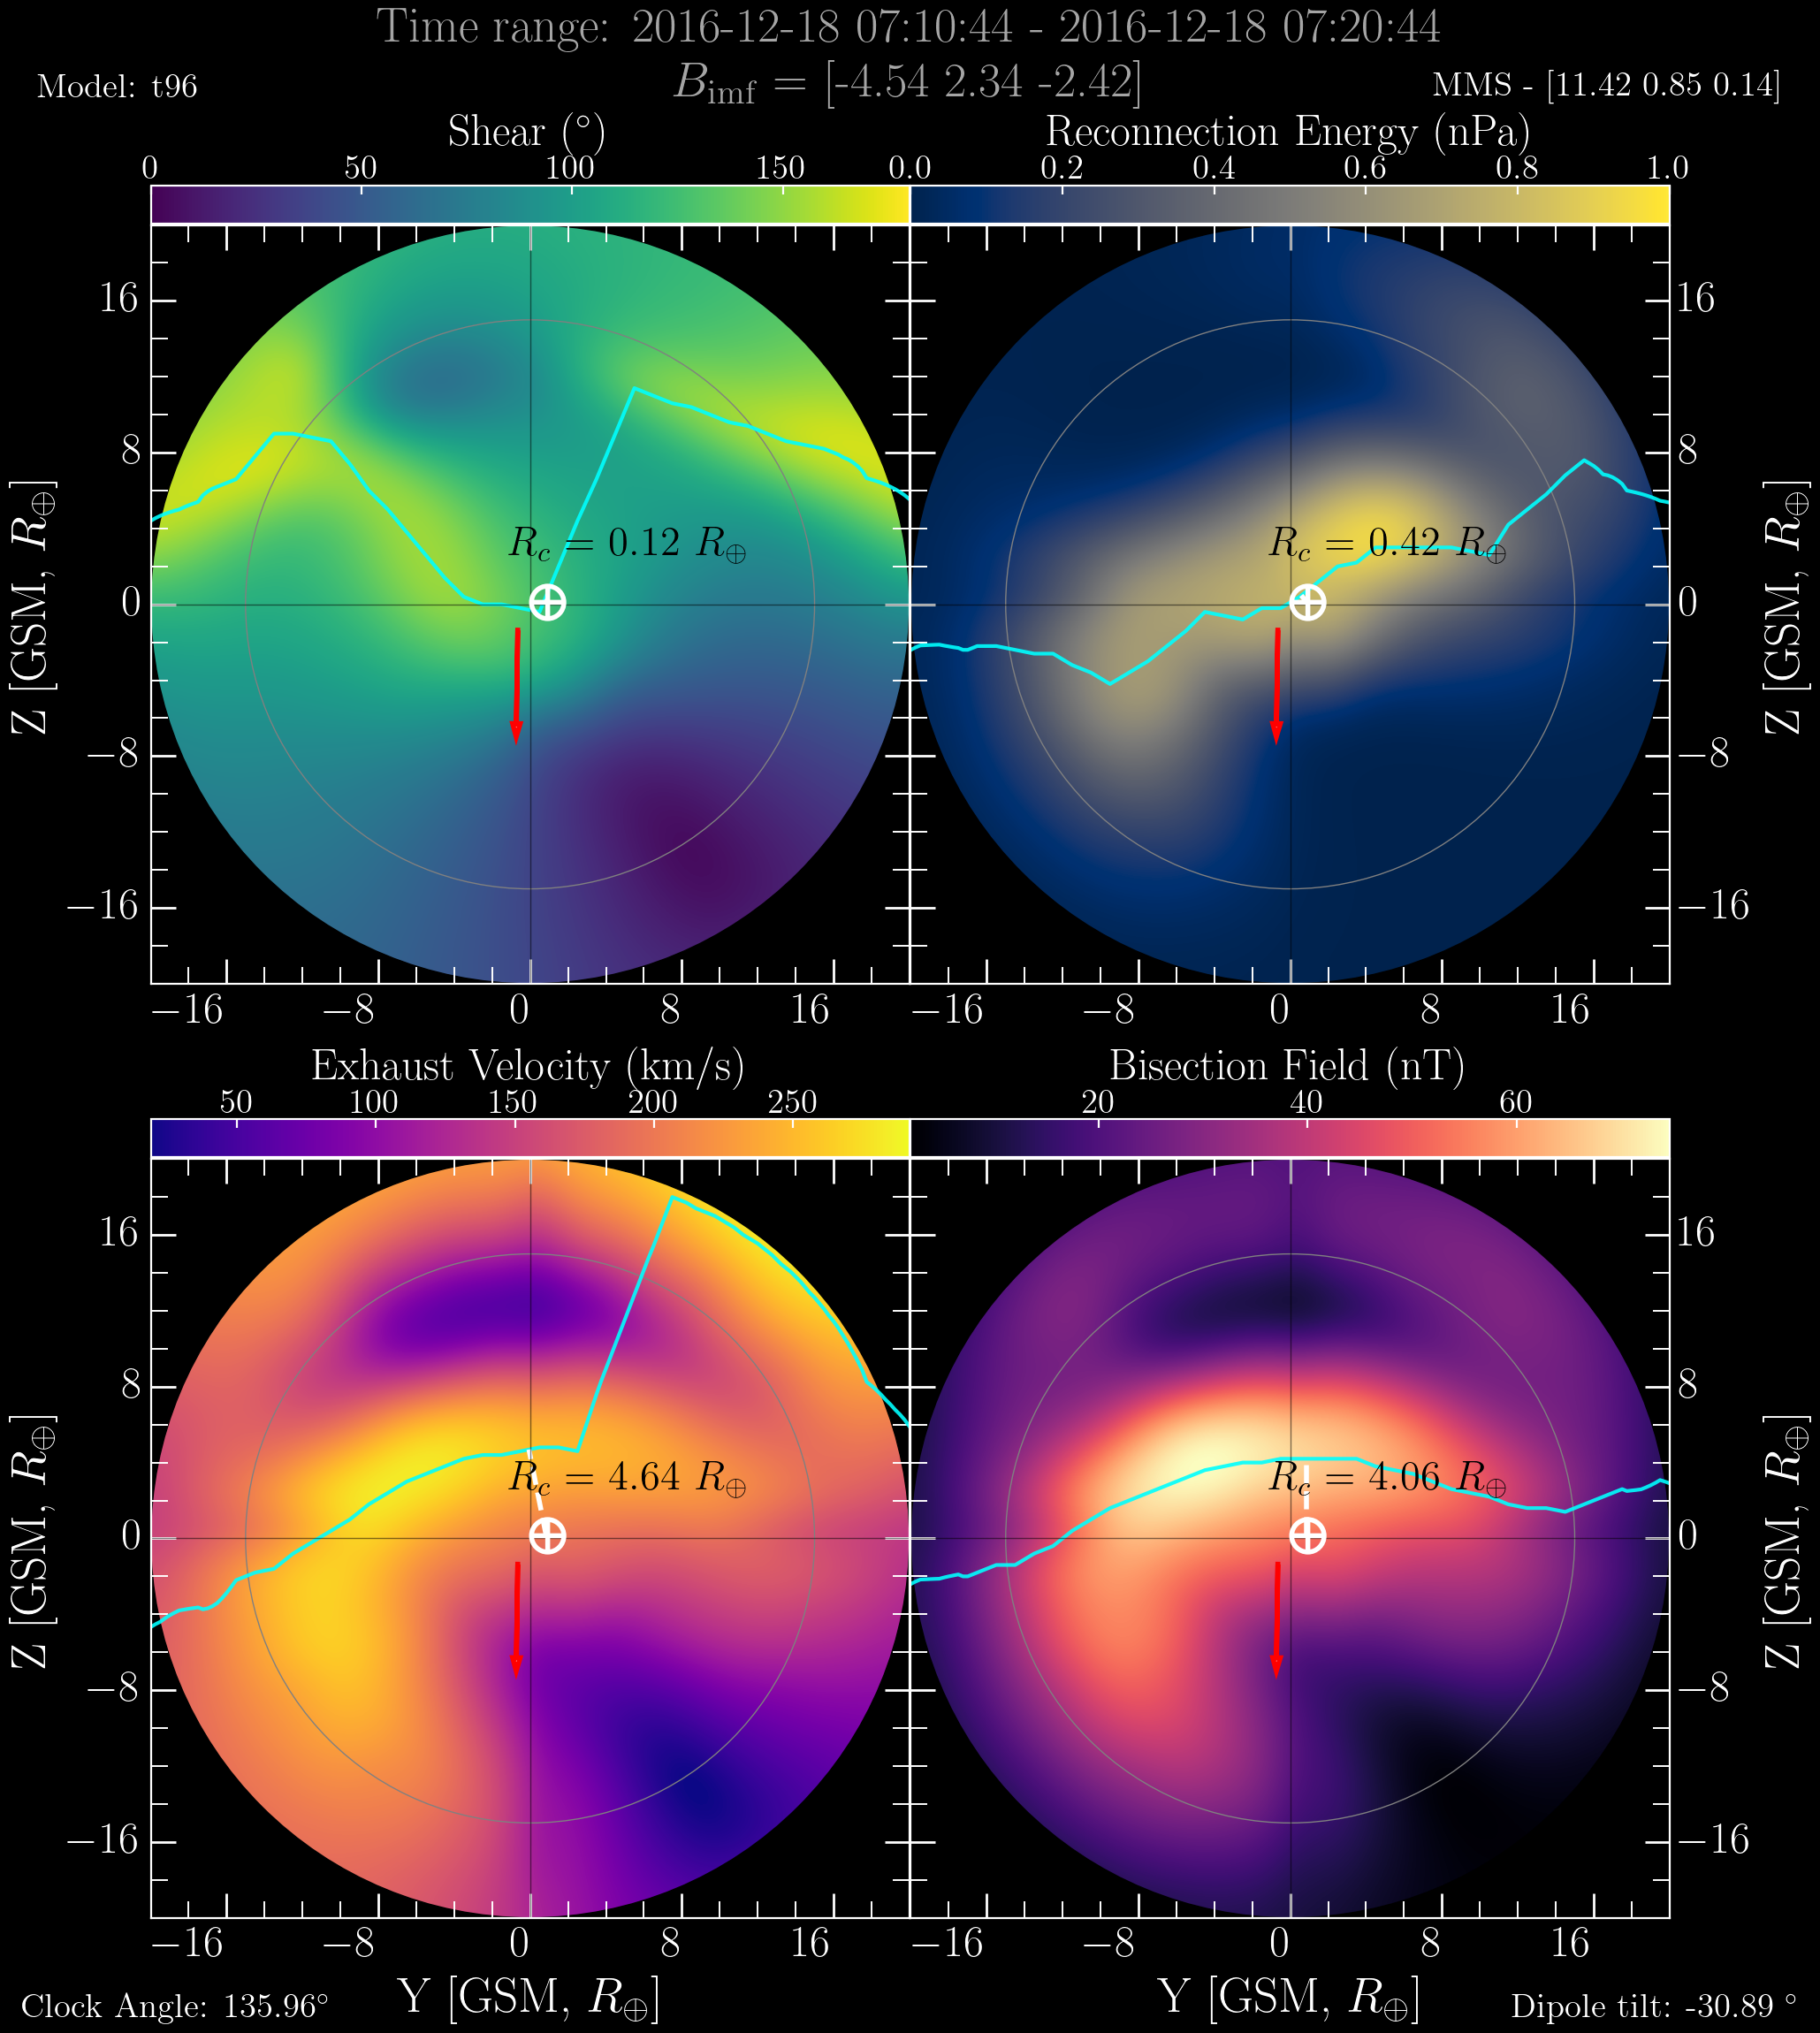 Time range: 2016-12-18 07:10:44 - 2016-12-18 07:20:44
Model: t96
B_imf = [-4.54 2.34 -2.42]
MMS - [11.42 0.85 0.14]
Shear (°)
Reconnection Energy (nPa)
0 50 100 150
0.0 0.2 0.4 0.6 0.8 1.0
16
8
0
−8
−16
Z [GSM, R⊕]
R_c = 0.12 R⊕
R_c = 0.42 R⊕
16
8
0
−8
−16
Z [GSM, R⊕]
−16 −8 0 8 16
−16 −8 0 8 16
Exhaust Velocity (km/s)
Bisection Field (nT)
50 100 150 200 250
20 40 60
16
8
0
−8
−16
Z [GSM, R⊕]
R_c = 4.64 R⊕
R_c = 4.06 R⊕
16
8
0
−8
−16
Z [GSM, R⊕]
−16 −8 0 8 16
−16 −8 0 8 16
Y [GSM, R⊕]
Y [GSM, R⊕]
Clock Angle: 135.96°
Dipole tilt: -30.89 °